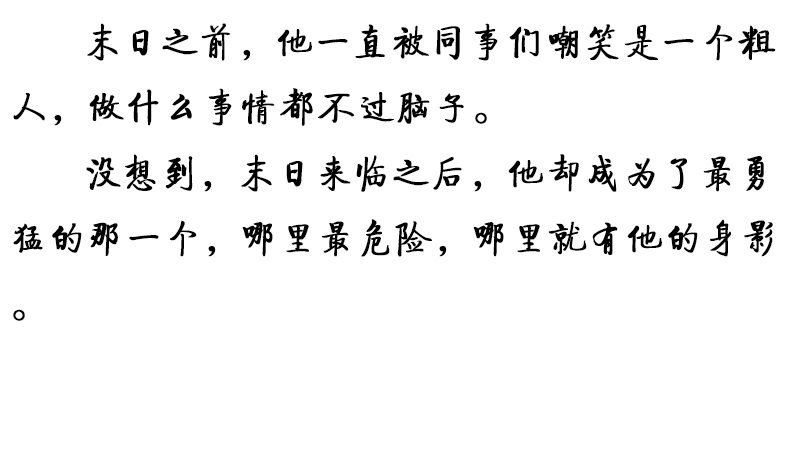 末日之前，他一直被同事们嘲笑是一个粗
人，做什么事情都不过脑子。
没想到，末日来临之后，他却成为了最勇
猛的那一个，哪里最危险，哪里就有他的身影
。